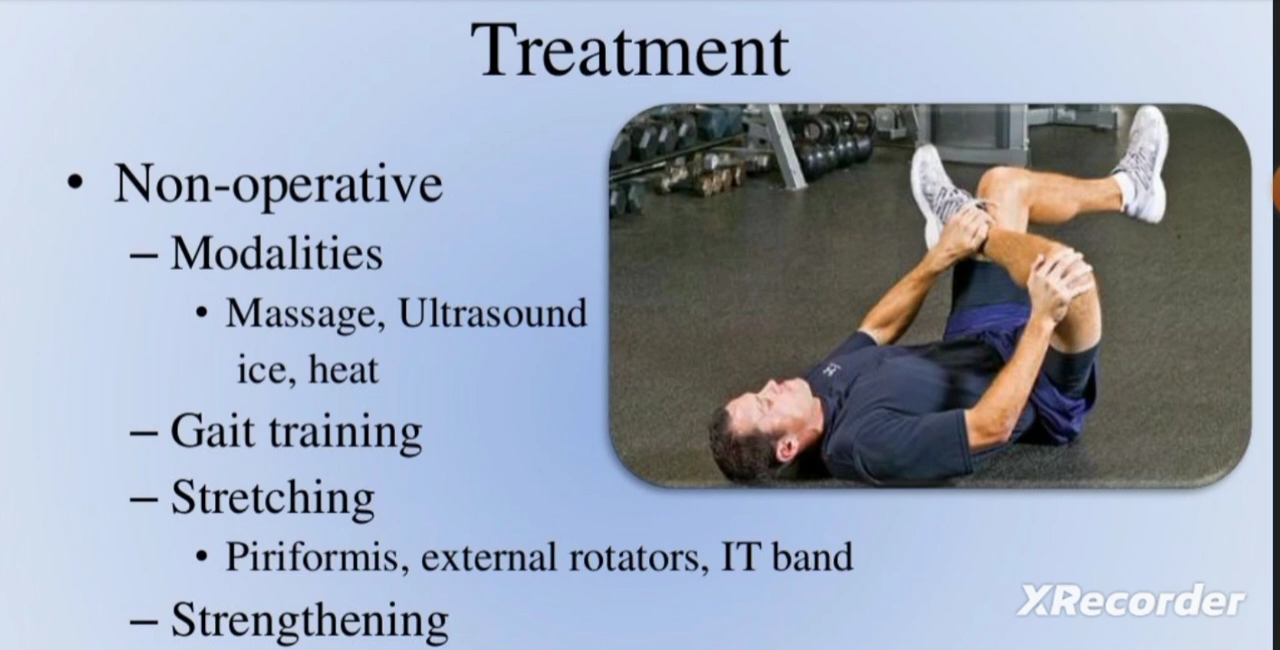 Treatment
• Non-operative
– Modalities
• Massage, Ultrasound
ice, heat
– Gait training
– Stretching
• Piriformis, external rotators, IT band
– Strengthening
XRecorder